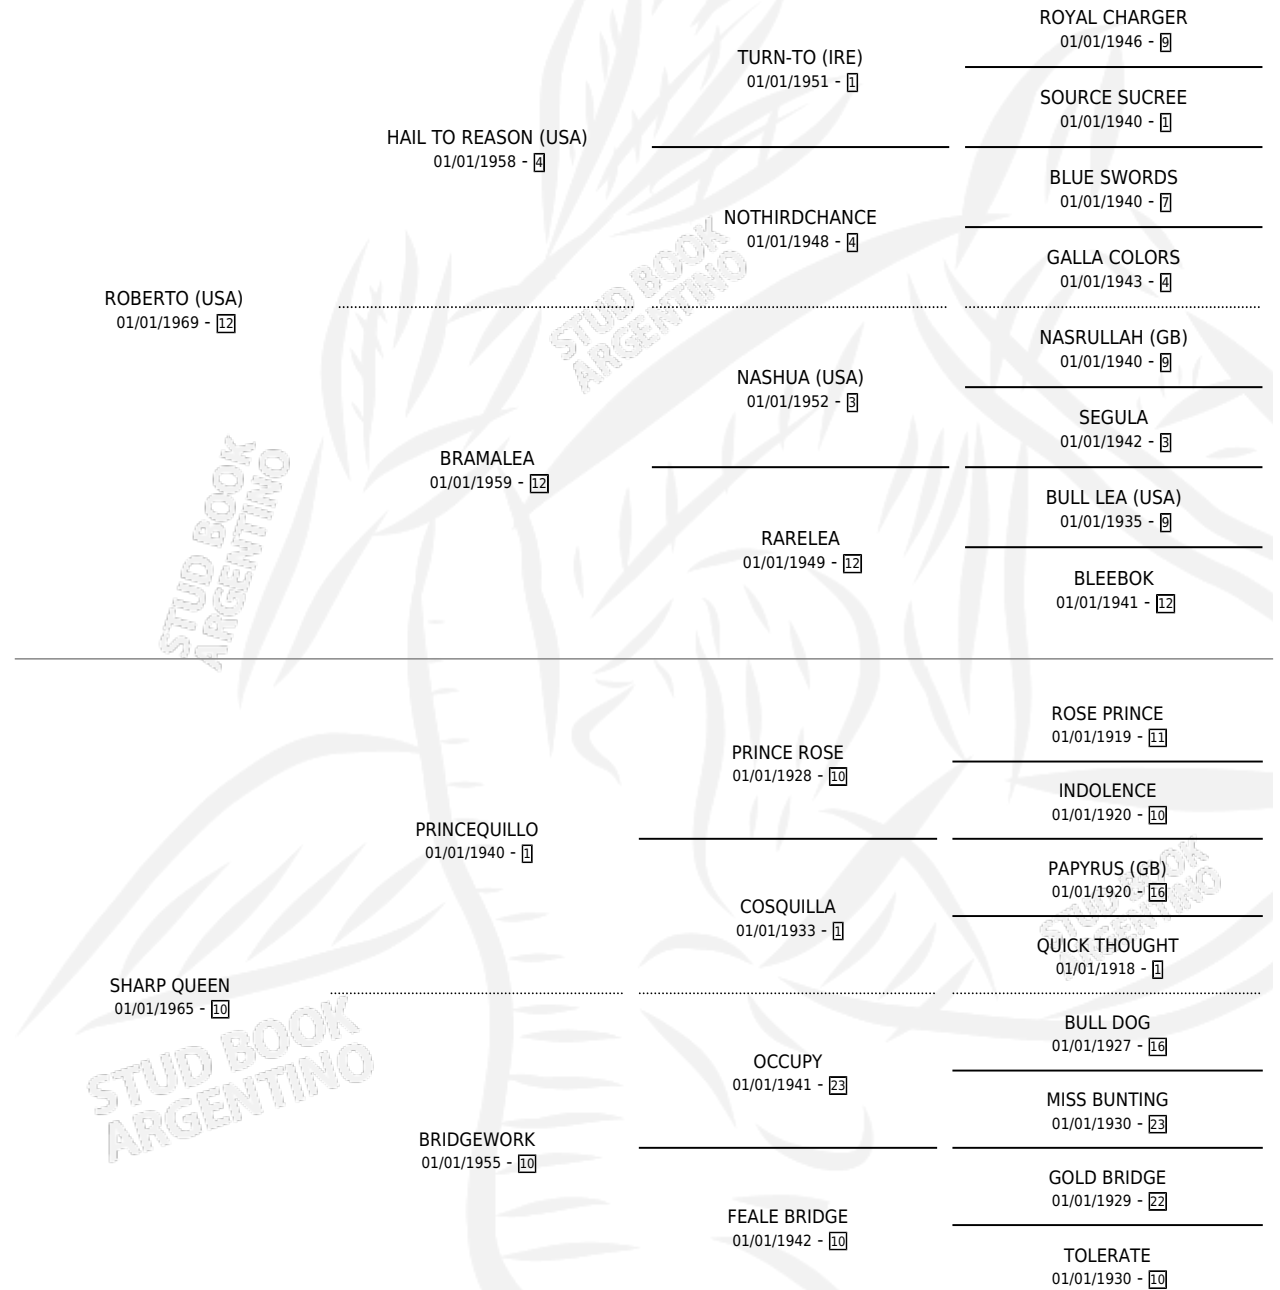 ROYAL CHARGER
01/01/1946 - 9
TURN-TO (IRE)
01/01/1951 - 1
SOURCE SUCREE
01/01/1940 - 1
HAIL TO REASON (USA)
01/01/1958 - 4
BLUE SWORDS
01/01/1940 - 7
NOTHIRDCHANCE
01/01/1948 - 4
GALLA COLORS
01/01/1943 - 4
ROBERTO (USA)
01/01/1969 - 12
STUD BOOK
ARGENTINO
NASRULLAH (GB)
01/01/1940 - 9
NASHUA (USA)
01/01/1952 - 3
SEGULA
01/01/1942 - 3
BRAMALEA
01/01/1959 - 12
BULL LEA (USA)
01/01/1935 - 9
RARELEA
01/01/1949 - 12
BLEEBOK
01/01/1941 - 12
STUD BOOK
ARGENTINO
ROSE PRINCE
01/01/1919 - 11
PRINCE ROSE
01/01/1928 - 10
INDOLENCE
01/01/1920 - 10
PRINCEQUILLO
01/01/1940 - 1
PAPYRUS (GB)
01/01/1920 - 16
COSQUILLA
01/01/1933 - 1
STUD BOOK
ARGENTINO
QUICK THOUGHT
01/01/1918 - 1
SHARP QUEEN
01/01/1965 - 10
BULL DOG
01/01/1927 - 16
OCCUPY
01/01/1941 - 23
STUD BOOK
ARGENTINO
MISS BUNTING
01/01/1930 - 23
BRIDGEWORK
01/01/1955 - 10
GOLD BRIDGE
01/01/1929 - 22
FEALE BRIDGE
01/01/1942 - 10
TOLERATE
01/01/1930 - 10